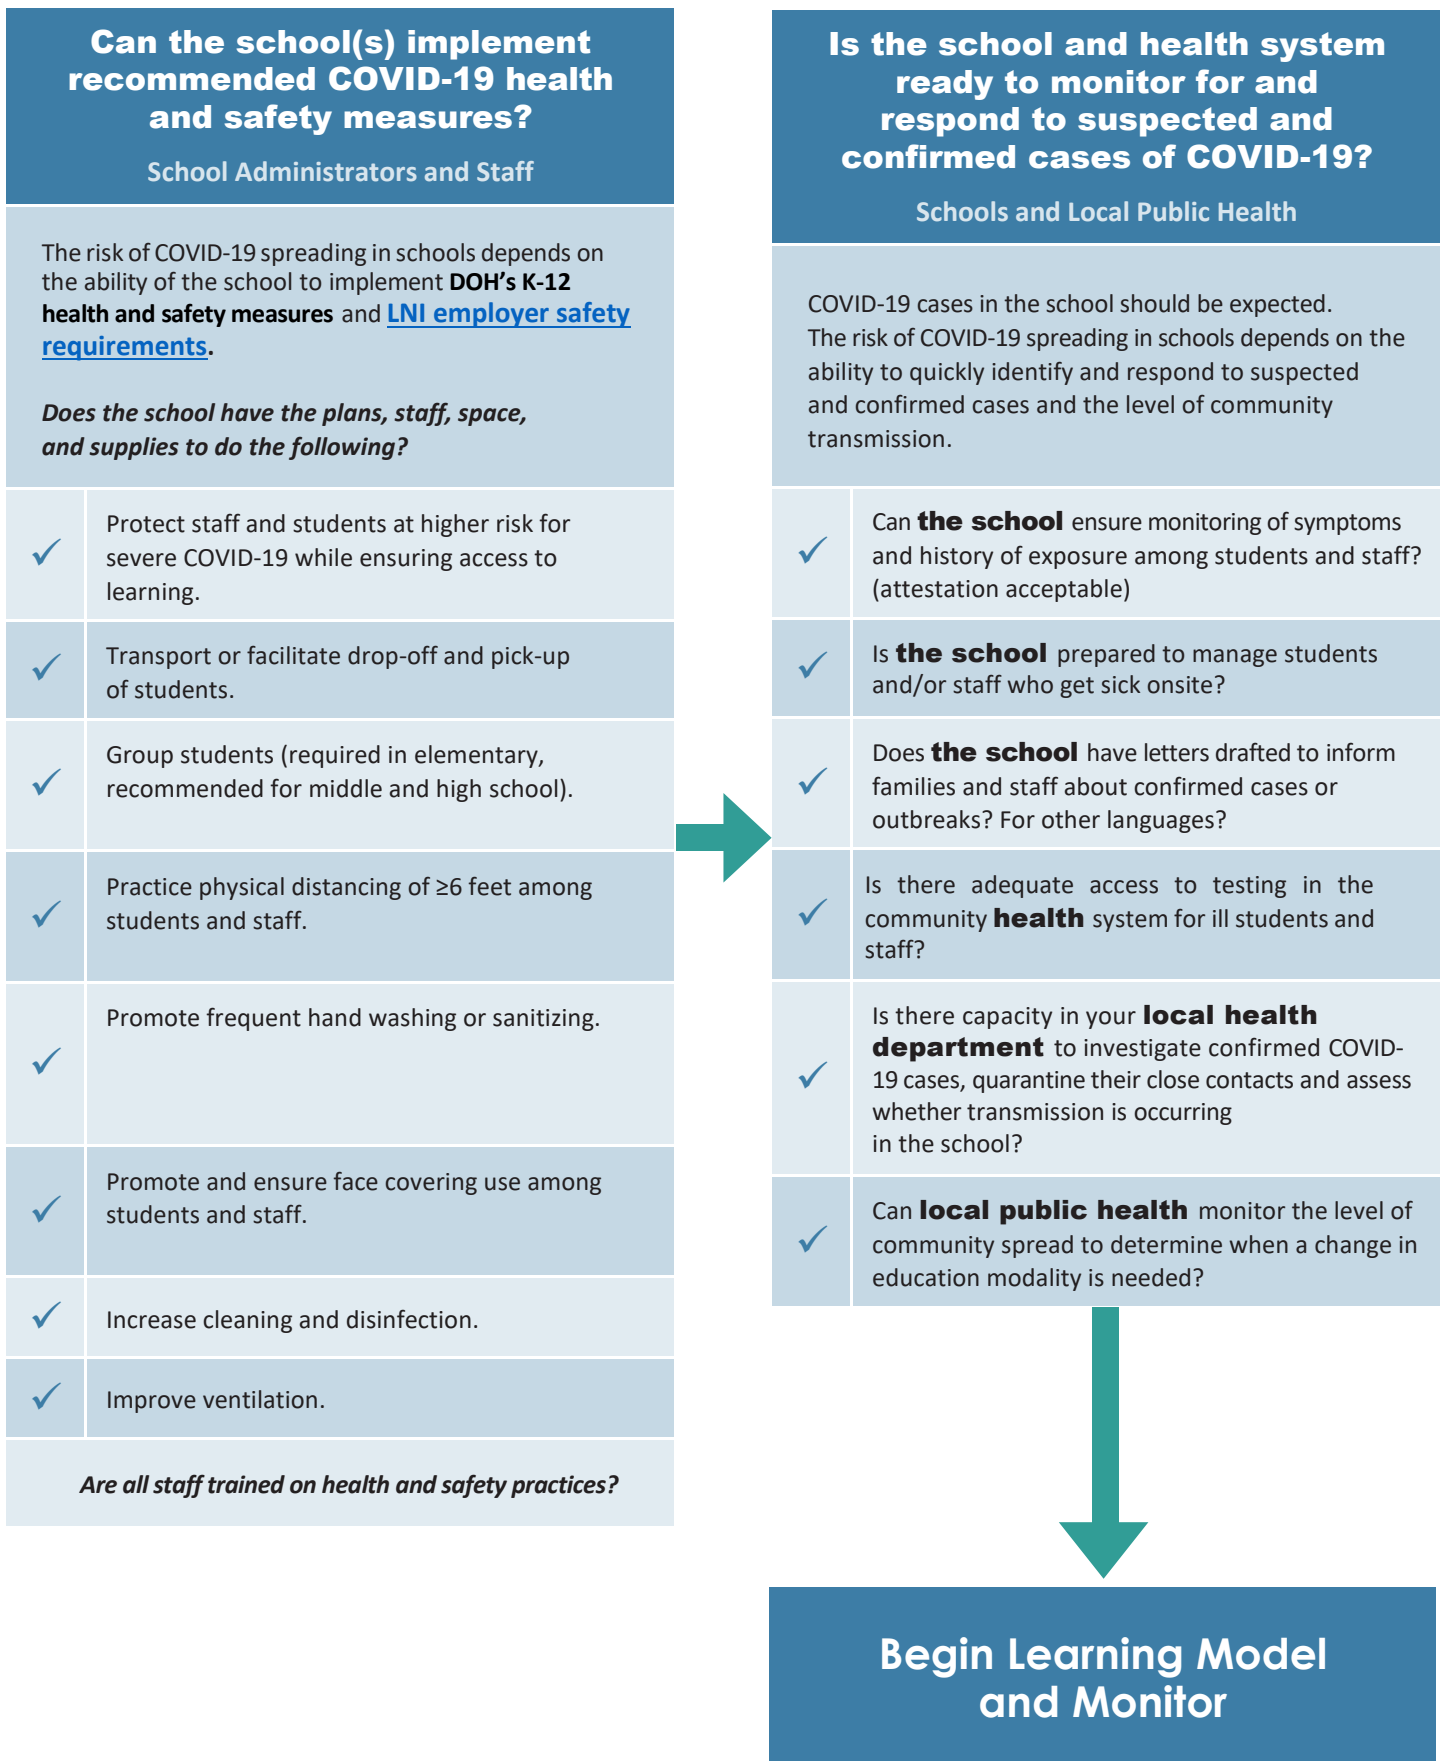 Can the school(s) implement
recommended COVID-19 health
and safety measures?
School Administrators and Staff
The risk of COVID-19 spreading in schools depends on
the ability of the school to implement DOH's K-12
health and safety measures and LNI employer safety
requirements.
Does the school have the plans, staff, space,
and supplies to do the following?
✓ Protect staff and students at higher risk for
severe COVID-19 while ensuring access to
learning.
✓ Transport or facilitate drop-off and pick-up
of students.
✓ Group students (required in elementary,
recommended for middle and high school).
✓ Practice physical distancing of ≥6 feet among
students and staff.
✓ Promote frequent hand washing or sanitizing.
✓ Promote and ensure face covering use among
students and staff.
✓ Increase cleaning and disinfection.
✓ Improve ventilation.
Are all staff trained on health and safety practices?
Is the school and health system
ready to monitor for and
respond to suspected and
confirmed cases of COVID-19?
Schools and Local Public Health
COVID-19 cases in the school should be expected.
The risk of COVID-19 spreading in schools depends on the
ability to quickly identify and respond to suspected
and confirmed cases and the level of community
transmission.
✓ Can the school ensure monitoring of symptoms
and history of exposure among students and staff?
(attestation acceptable)
✓ Is the school prepared to manage students
and/or staff who get sick onsite?
✓ Does the school have letters drafted to inform
families and staff about confirmed cases or
outbreaks? For other languages?
✓ Is there adequate access to testing in the
community health system for ill students and
staff?
✓ Is there capacity in your local health
department to investigate confirmed COVID-
19 cases, quarantine their close contacts and assess
whether transmission is occurring
in the school?
✓ Can local public health monitor the level of
community spread to determine when a change in
education modality is needed?
Begin Learning Model
and Monitor